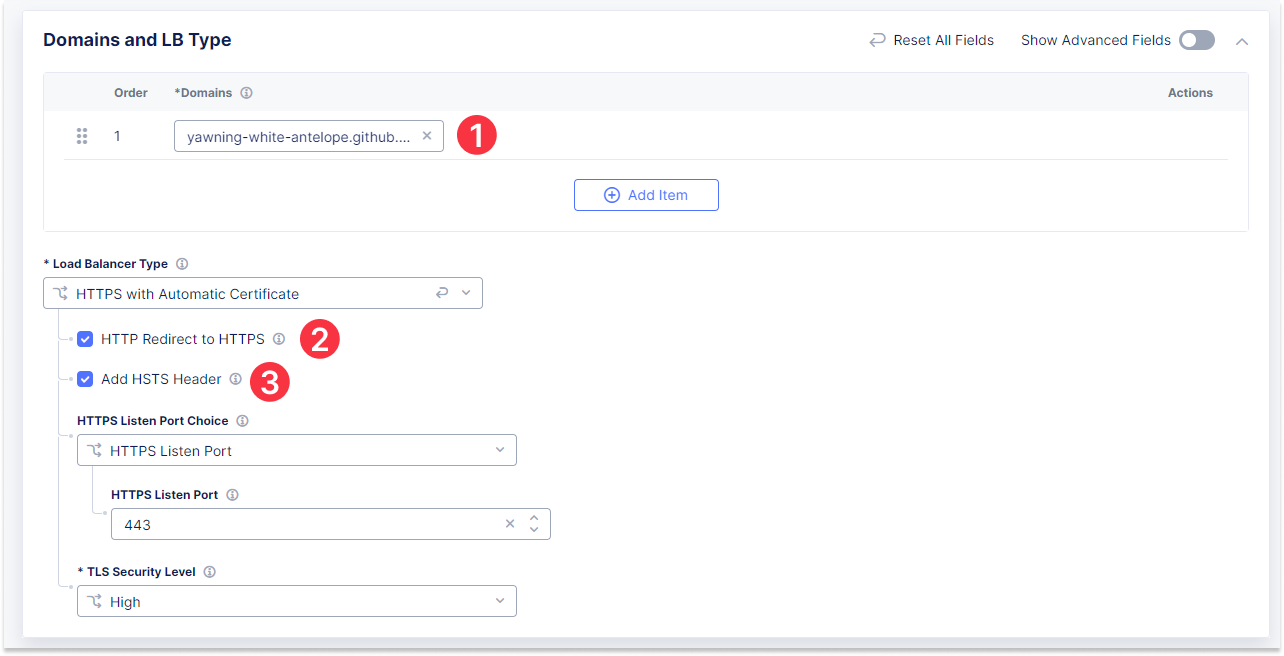 Domains and LB Type
Reset All Fields
Show Advanced Fields
Order
*Domains
Actions
1
yawning-white-antelope.github....
1
Add Item
* Load Balancer Type
HTTPS with Automatic Certificate
HTTP Redirect to HTTPS
2
Add HSTS Header
3
HTTPS Listen Port Choice
HTTPS Listen Port
HTTPS Listen Port
443
* TLS Security Level
High